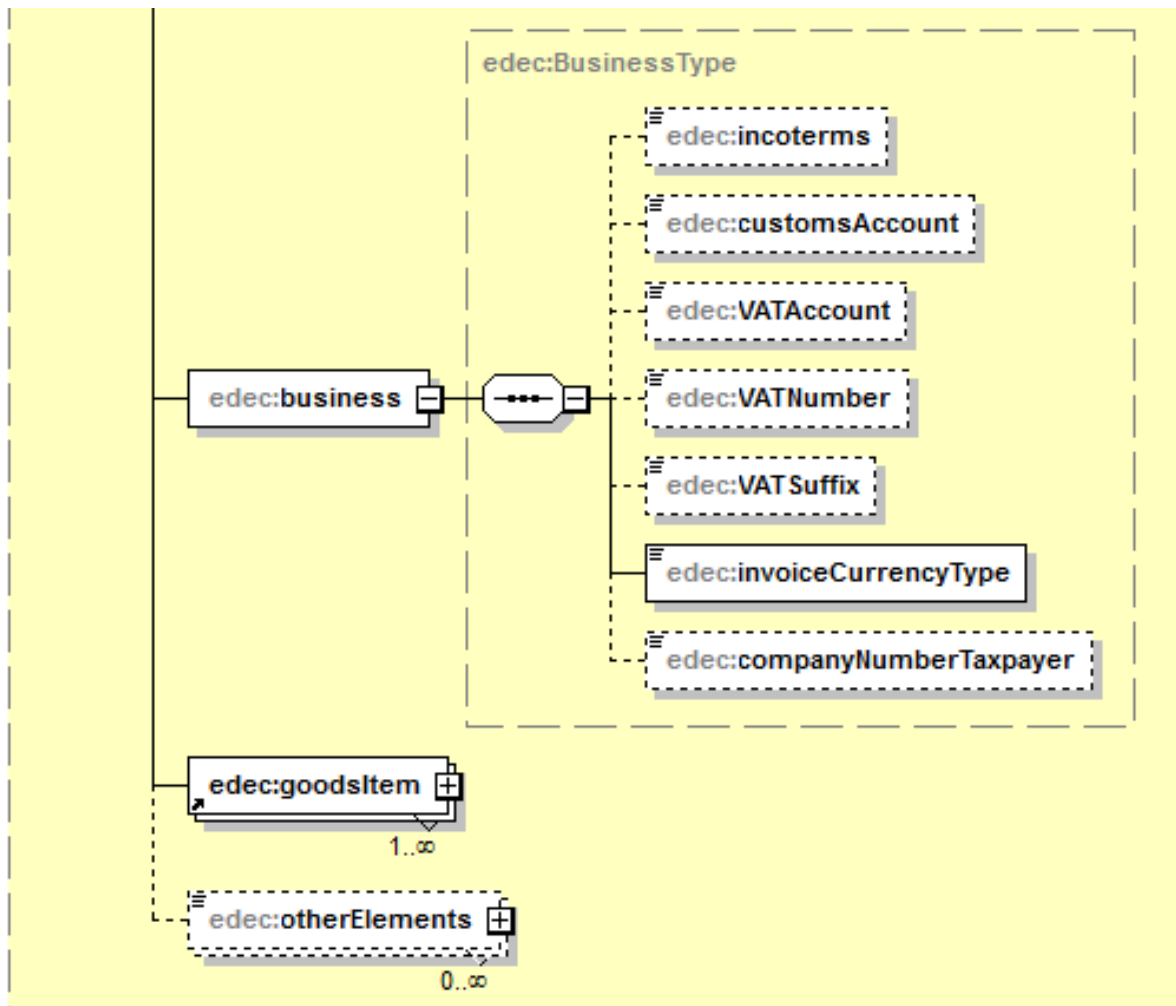 edec:BusinessType
edec:incoterms
edec:customsAccount
edec:VATAccount
edec:business
edec:VATNumber
edec:VATSuffix
edec:invoiceCurrencyType
edec:companyNumberTaxpayer
edec:goodsItem
1..∞
edec:otherElements
0..∞